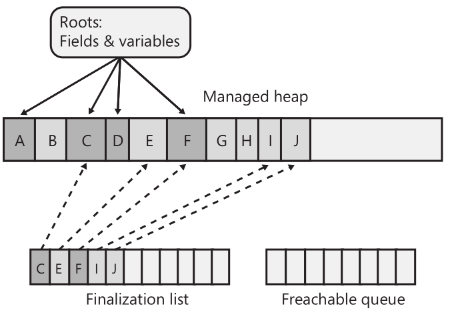 Roots:
Fields & variables
Managed heap
A B C D E F G H I J
C E F I J
Finalization list
Freachable queue